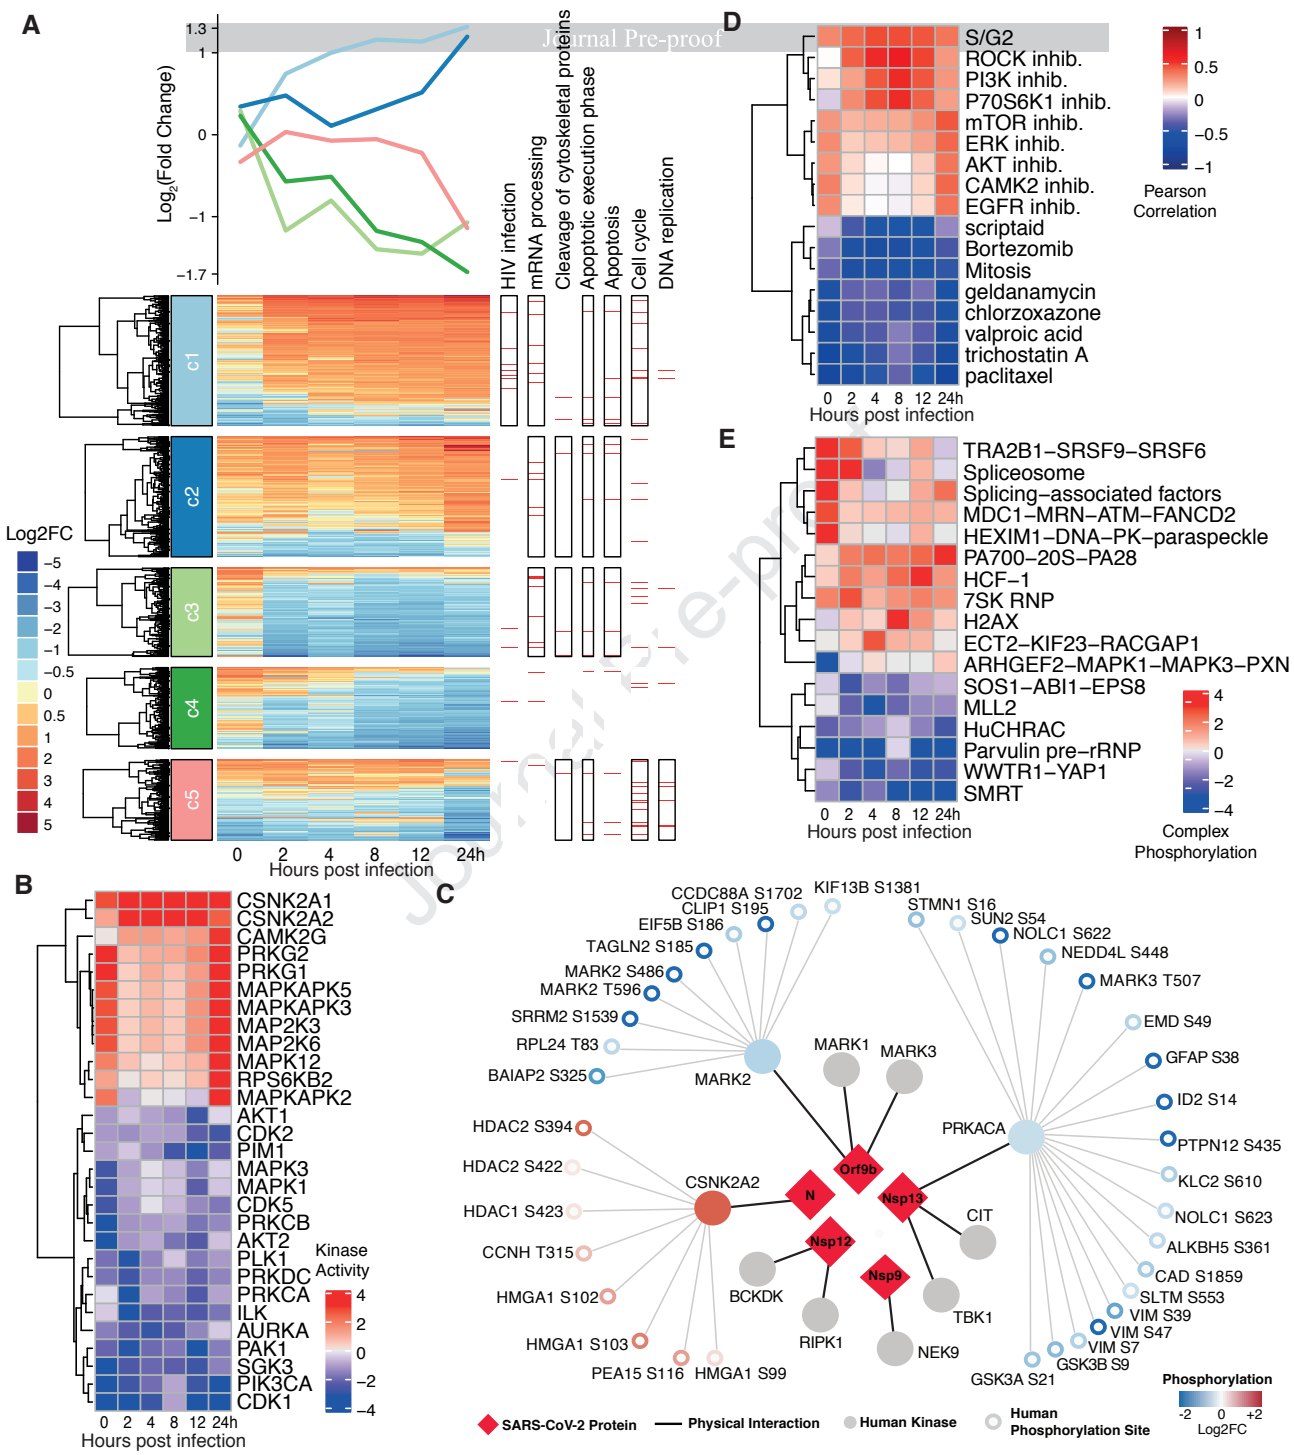 A
Journal Pre-proof
1.3
1
0
−1
−1.7
Log2(Fold Change)
HIV infection
mRNA processing
Cleavage of cytoskeletal proteins
Apoptotic execution phase
Apoptosis
Cell cycle
DNA replication
c1
c2
c3
c4
c5
Log2FC
−5
−4
−3
−2
−1
−0.5
0
0.5
1
2
3
4
5
0 2 4 8 12 24h
Hours post infection
B
CSNK2A1
CSNK2A2
CAMK2G
PRKG2
PRKG1
MAPKAPK5
MAPKAPK3
MAP2K3
MAP2K6
MAPK12
RPS6KB2
MAPKAPK2
AKT1
CDK2
PIM1
MAPK3
MAPK1
CDK5
PRKCB
AKT2
PLK1
PRKDC
PRKCA
ILK
AURKA
PAK1
SGK3
PIK3CA
CDK1
0 2 4 8 12 24h
Hours post infection
Kinase
Activity
4
2
0
−2
−4
C
CCDC88A S1702
KIF13B S1381
CLIP1 S195
EIF5B S186
TAGLN2 S185
MARK2 S486
MARK2 T596
SRRM2 S1539
RPL24 T83
BAIAP2 S325
MARK2
MARK1
MARK3
HDAC2 S394
HDAC2 S422
HDAC1 S423
CCNH T315
HMGA1 S102
HMGA1 S103
PEA15 S116
HMGA1 S99
CSNK2A2
N
Orf9b
Nsp13
Nsp12
Nsp9
BCKDK
RIPK1
NEK9
TBK1
CIT
PRKACA
STMN1 S16
SUN2 S54
NOLC1 S622
NEDD4L S448
MARK3 T507
EMD S49
GFAP S38
ID2 S14
PTPN12 S435
KLC2 S610
NOLC1 S623
ALKBH5 S361
CAD S1859
SLTM S553
VIM S39
VIM S47
VIM S7
GSK3B S9
GSK3A S21
SARS-CoV-2 Protein
Physical Interaction
Human Kinase
Human
Phosphorylation Site
Phosphorylation
-2 0 +2
Log2FC
D
S/G2
ROCK inhib.
PI3K inhib.
P70S6K1 inhib.
mTOR inhib.
ERK inhib.
AKT inhib.
CAMK2 inhib.
EGFR inhib.
scriptaid
Bortezomib
Mitosis
geldanamycin
chlorzoxazone
valproic acid
trichostatin A
paclitaxel
0 2 4 8 12 24h
Hours post infection
1
0.5
0
−0.5
−1
Pearson
Correlation
E
TRA2B1−SRSF9−SRSF6
Spliceosome
Splicing−associated factors
MDC1−MRN−ATM−FANCD2
HEXIM1−DNA−PK−paraspeckle
PA700−20S−PA28
HCF−1
7SK RNP
H2AX
ECT2−KIF23−RACGAP1
ARHGEF2−MAPK1−MAPK3−PXN
SOS1−ABI1−EPS8
MLL2
HuCHRAC
Parvulin pre−rRNP
WWTR1−YAP1
SMRT
0 2 4 8 12 24h
Hours post infection
4
2
0
−2
−4
Complex
Phosphorylation